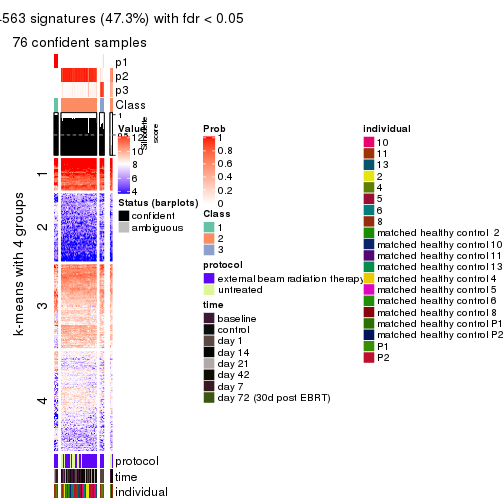 4563 signatures (47.3%) with fdr < 0.05
76 confident samples
p1
p2
p3
Class
1
Silhouette
score
k-means with 4 groups
1
2
3
4
protocol
time
individual
Value
12
10
8
6
4
Status (barplots)
confident
ambiguous
Prob
1
0.8
0.6
0.4
0.2
0
Class
1
2
3
protocol
external beam radiation therapy
untreated
time
baseline
control
day 1
day 14
day 21
day 42
day 7
day 72 (30d post EBRT)
individual
10
11
13
2
4
5
6
8
matched healthy control 2
matched healthy control 10
matched healthy control 11
matched healthy control 13
matched healthy control 4
matched healthy control 5
matched healthy control 6
matched healthy control 8
matched healthy control P1
matched healthy control P2
P1
P2